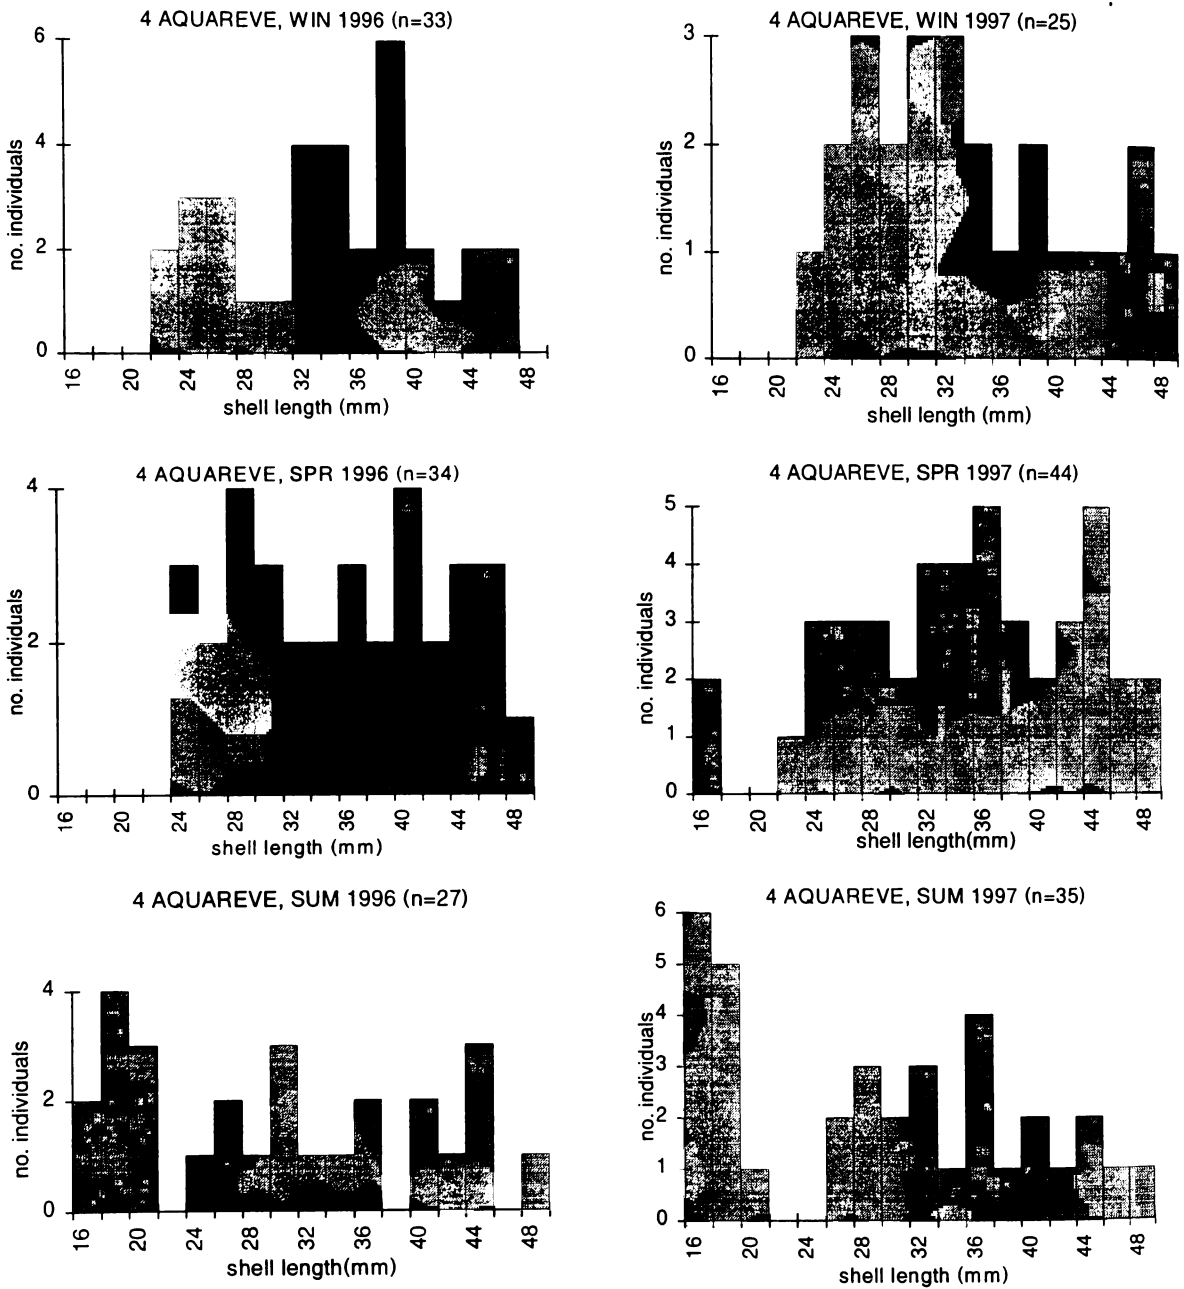 4 AQUAREVE, WIN 1996 (n=33)
6
4
2
0
no. individuals
16 20 24 28 32 36 40 44 48
shell length (mm)
4 AQUAREVE, WIN 1997 (n=25)
3
2
1
0
no. individuals
16 20 24 28 32 36 40 44 48
shell length (mm)
4 AQUAREVE, SPR 1996 (n=34)
4
2
0
no. individuals
16 20 24 28 32 36 40 44 48
shell length (mm)
4 AQUAREVE, SPR 1997 (n=44)
5
4
3
2
1
0
no. individuals
16 20 24 28 32 36 40 44 48
shell length(mm)
4 AQUAREVE, SUM 1996 (n=27)
4
3
2
1
0
no. individuals
16 20 24 28 32 36 40 44 48
shell length(mm)
4 AQUAREVE, SUM 1997 (n=35)
6
5
4
3
2
1
0
no. individuals
16 20 24 28 32 36 40 44 48
shell length (mm)